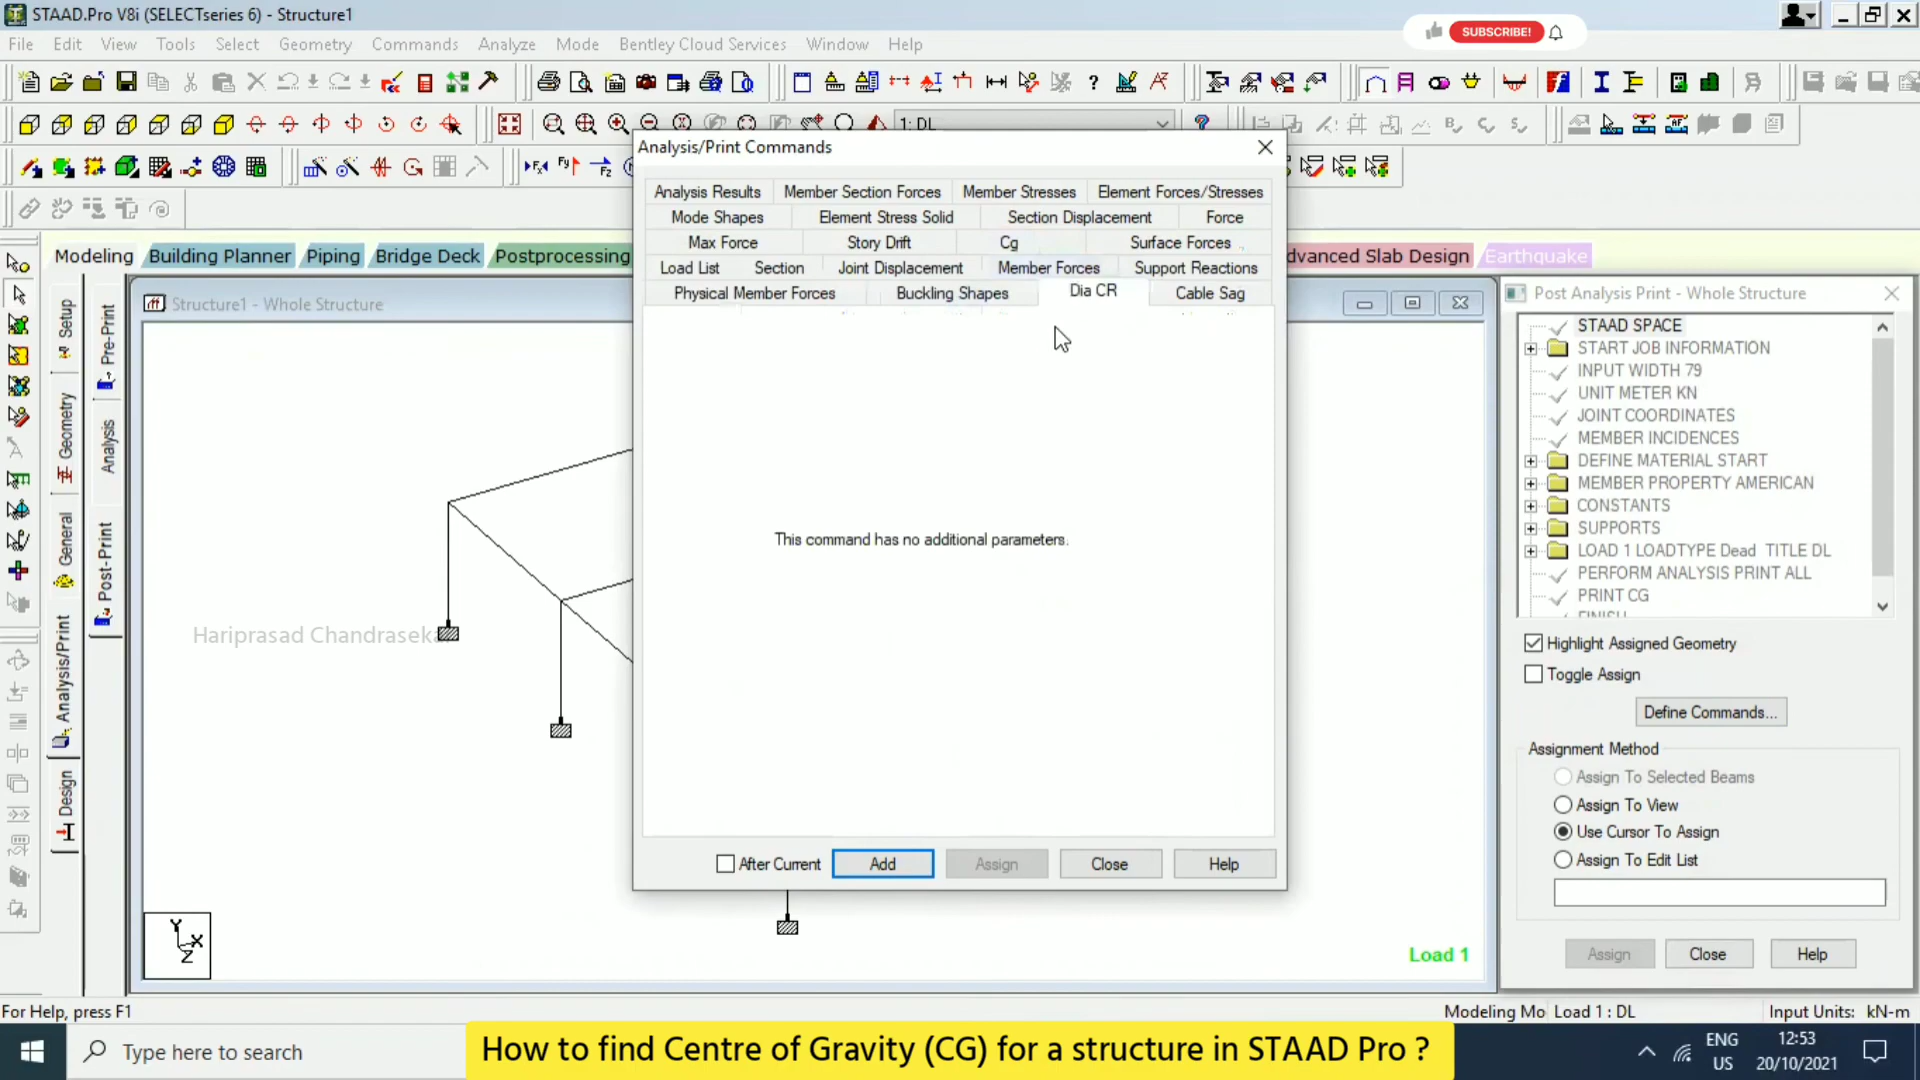 STAAD.Pro V8i (SELECTseries 6) - Structure1
File Edit View Tools Select Geometry Commands Analyze Mode Bentley Cloud Services Window Help
SUBSCRIBE!
1: DL
Modeling Building Planner Piping Bridge Deck Postprocessing
dvanced Slab Design Earthquake
Analysis/Print Commands
Analysis Results Member Section Forces Member Stresses Element Forces/Stresses
Mode Shapes Element Stress Solid Section Displacement Force
Max Force Story Drift Cg Surface Forces
Load List Section Joint Displacement Member Forces Support Reactions
Physical Member Forces Buckling Shapes Dia CR Cable Sag
This command has no additional parameters.
After Current Add Assign Close Help
Structure1 - Whole Structure
Setup
Geometry
General
Analysis/Print
Design
Pre-Print
Analysis
Post-Print
Hariprasad Chandraseka
Y
X
Z
Load 1
Post Analysis Print - Whole Structure
STAAD SPACE
START JOB INFORMATION
INPUT WIDTH 79
UNIT METER KN
JOINT COORDINATES
MEMBER INCIDENCES
DEFINE MATERIAL START
MEMBER PROPERTY AMERICAN
CONSTANTS
SUPPORTS
LOAD 1 LOADTYPE Dead TITLE DL
PERFORM ANALYSIS PRINT ALL
PRINT CG
FINISH
Highlight Assigned Geometry
Toggle Assign
Define Commands...
Assignment Method
Assign To Selected Beams
Assign To View
Use Cursor To Assign
Assign To Edit List
Assign Close Help
For Help, press F1
Modeling Mo Load 1 : DL Input Units: kN-m
Type here to search
How to find Centre of Gravity (CG) for a structure in STAAD Pro ?
ENG
US
12:53
20/10/2021